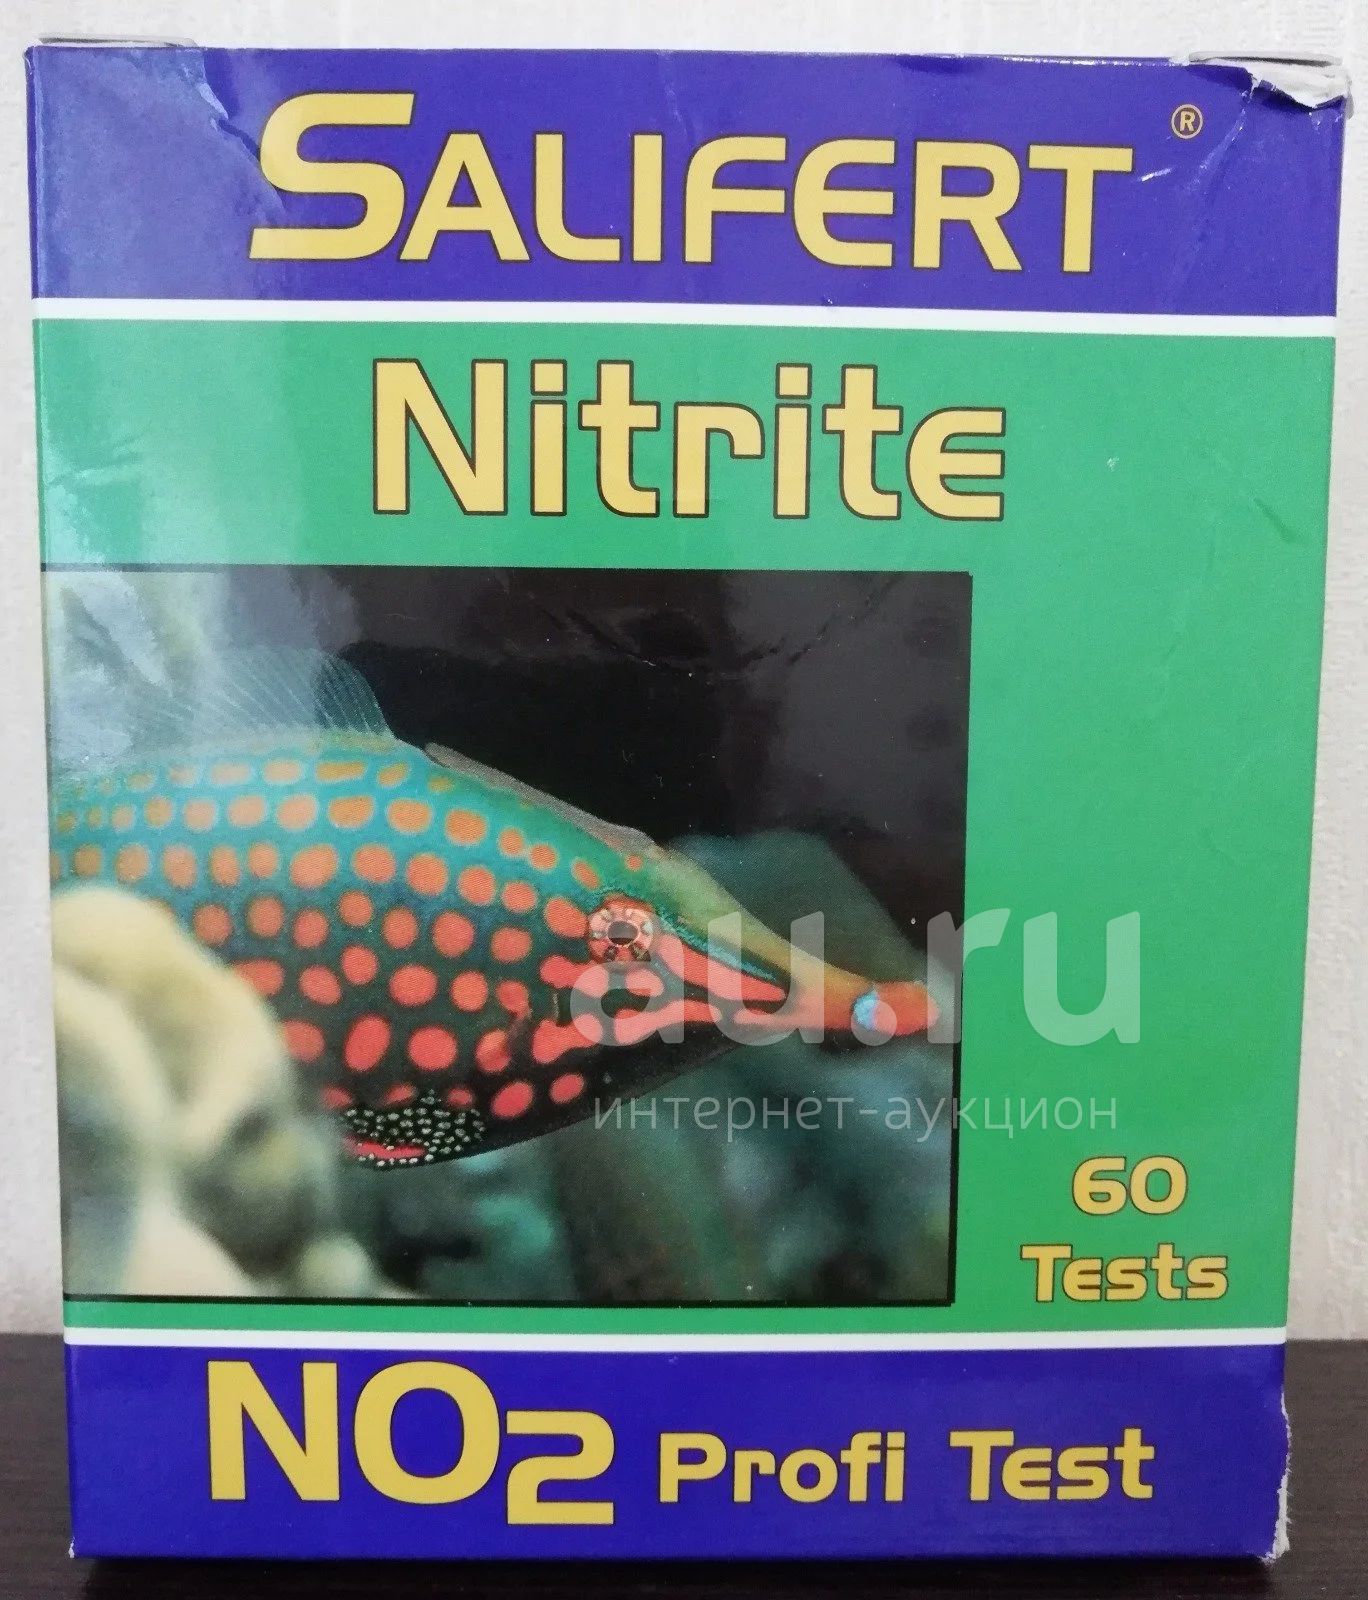 SALIFERT ®
Nitrite
au.ru
интернет-аукцион
60
Tests
NO2 Profi Test